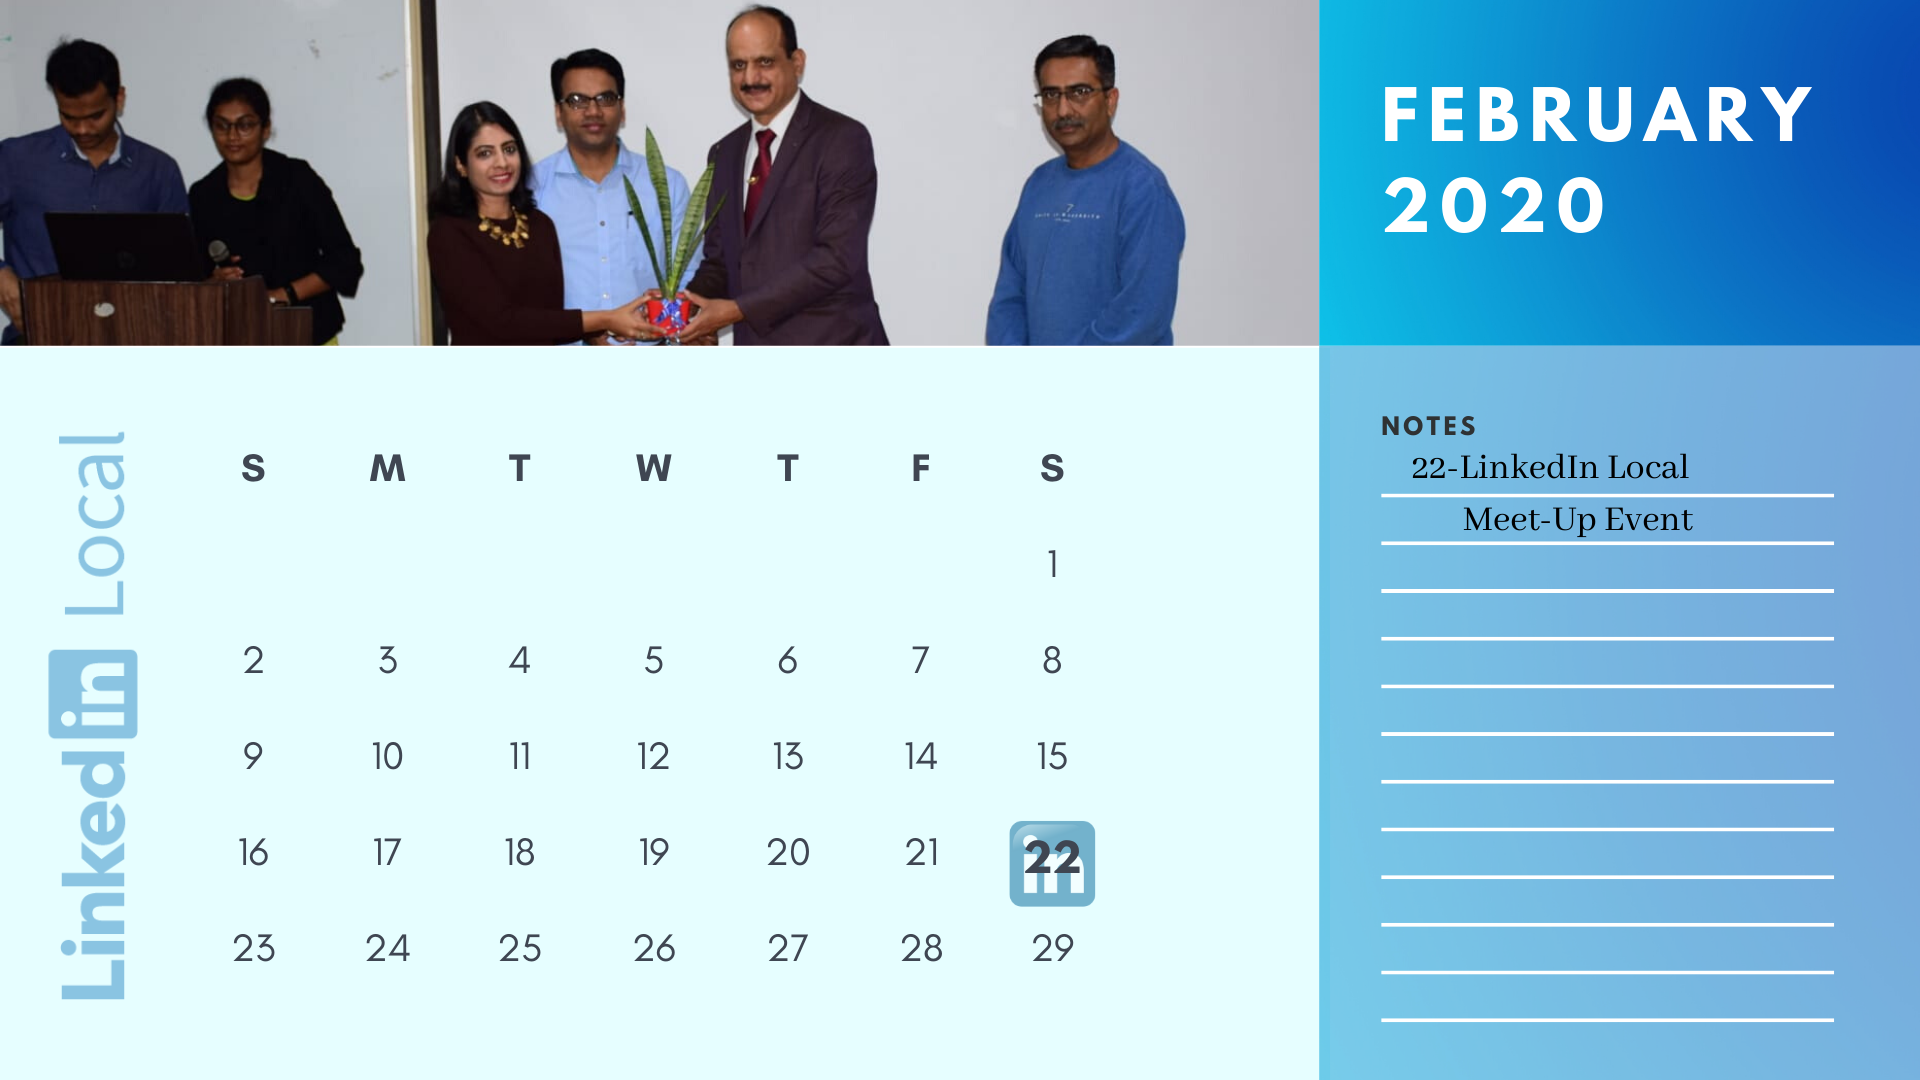 FEBRUARY
2020
LinkedIn Local
S M T W T F S
1
2 3 4 5 6 7 8
9 10 11 12 13 14 15
16 17 18 19 20 21 22
in
23 24 25 26 27 28 29
NOTES
22-LinkedIn Local
Meet-Up Event